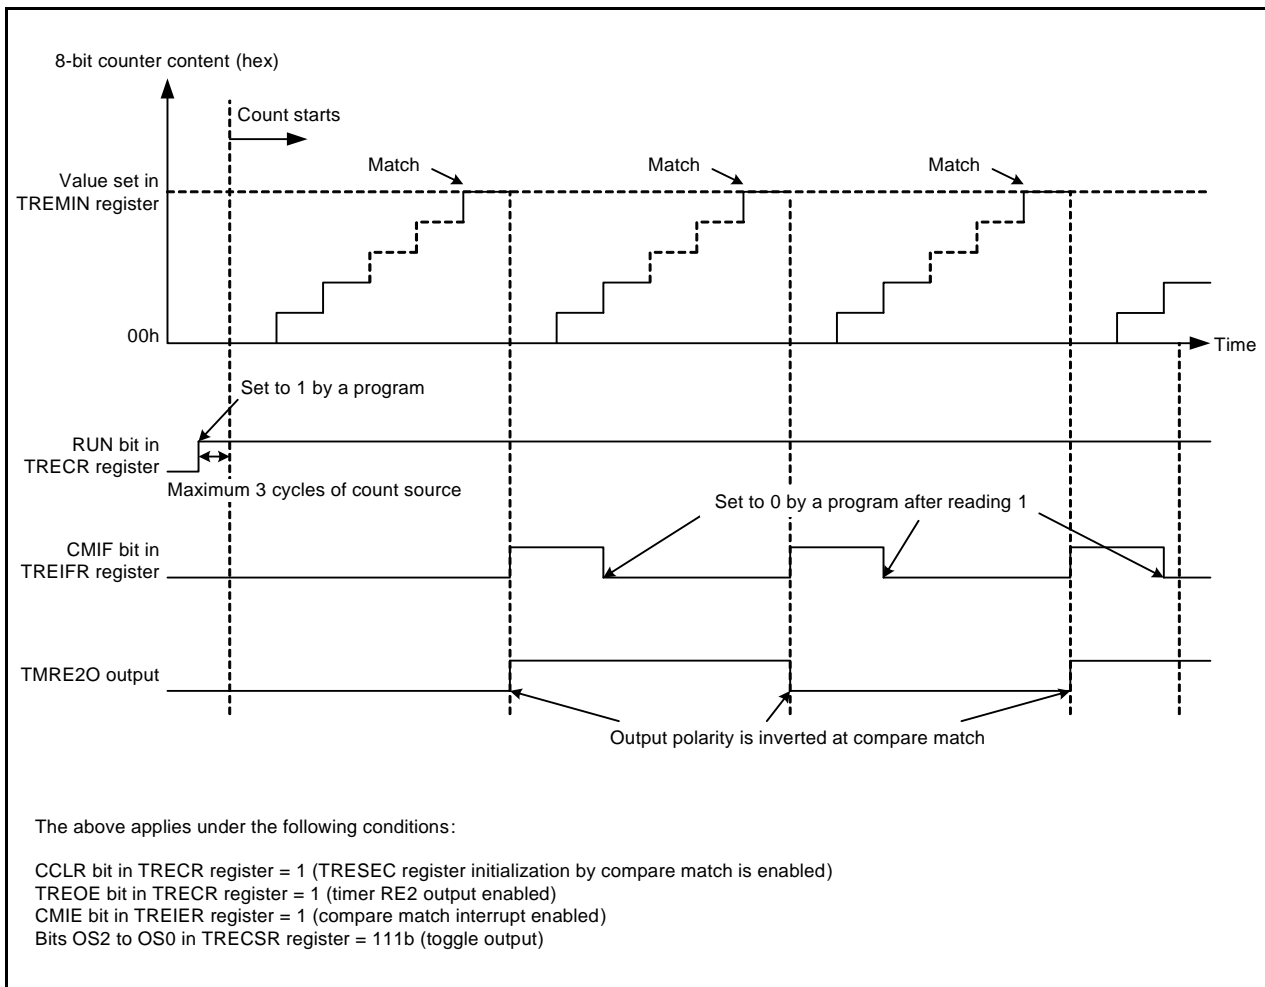 8-bit counter content (hex)
Count starts
Match
Match
Match
Value set in
TREMIN register
00h
Time
Set to 1 by a program
RUN bit in
TRECR register
Maximum 3 cycles of count source
Set to 0 by a program after reading 1
CMIF bit in
TREIFR register
TMRE2O output
Output polarity is inverted at compare match
The above applies under the following conditions:
CCLR bit in TRECR register = 1 (TRESEC register initialization by compare match is enabled)
TREOE bit in TRECR register = 1 (timer RE2 output enabled)
CMIE bit in TREIER register = 1 (compare match interrupt enabled)
Bits OS2 to OS0 in TRECSR register = 111b (toggle output)